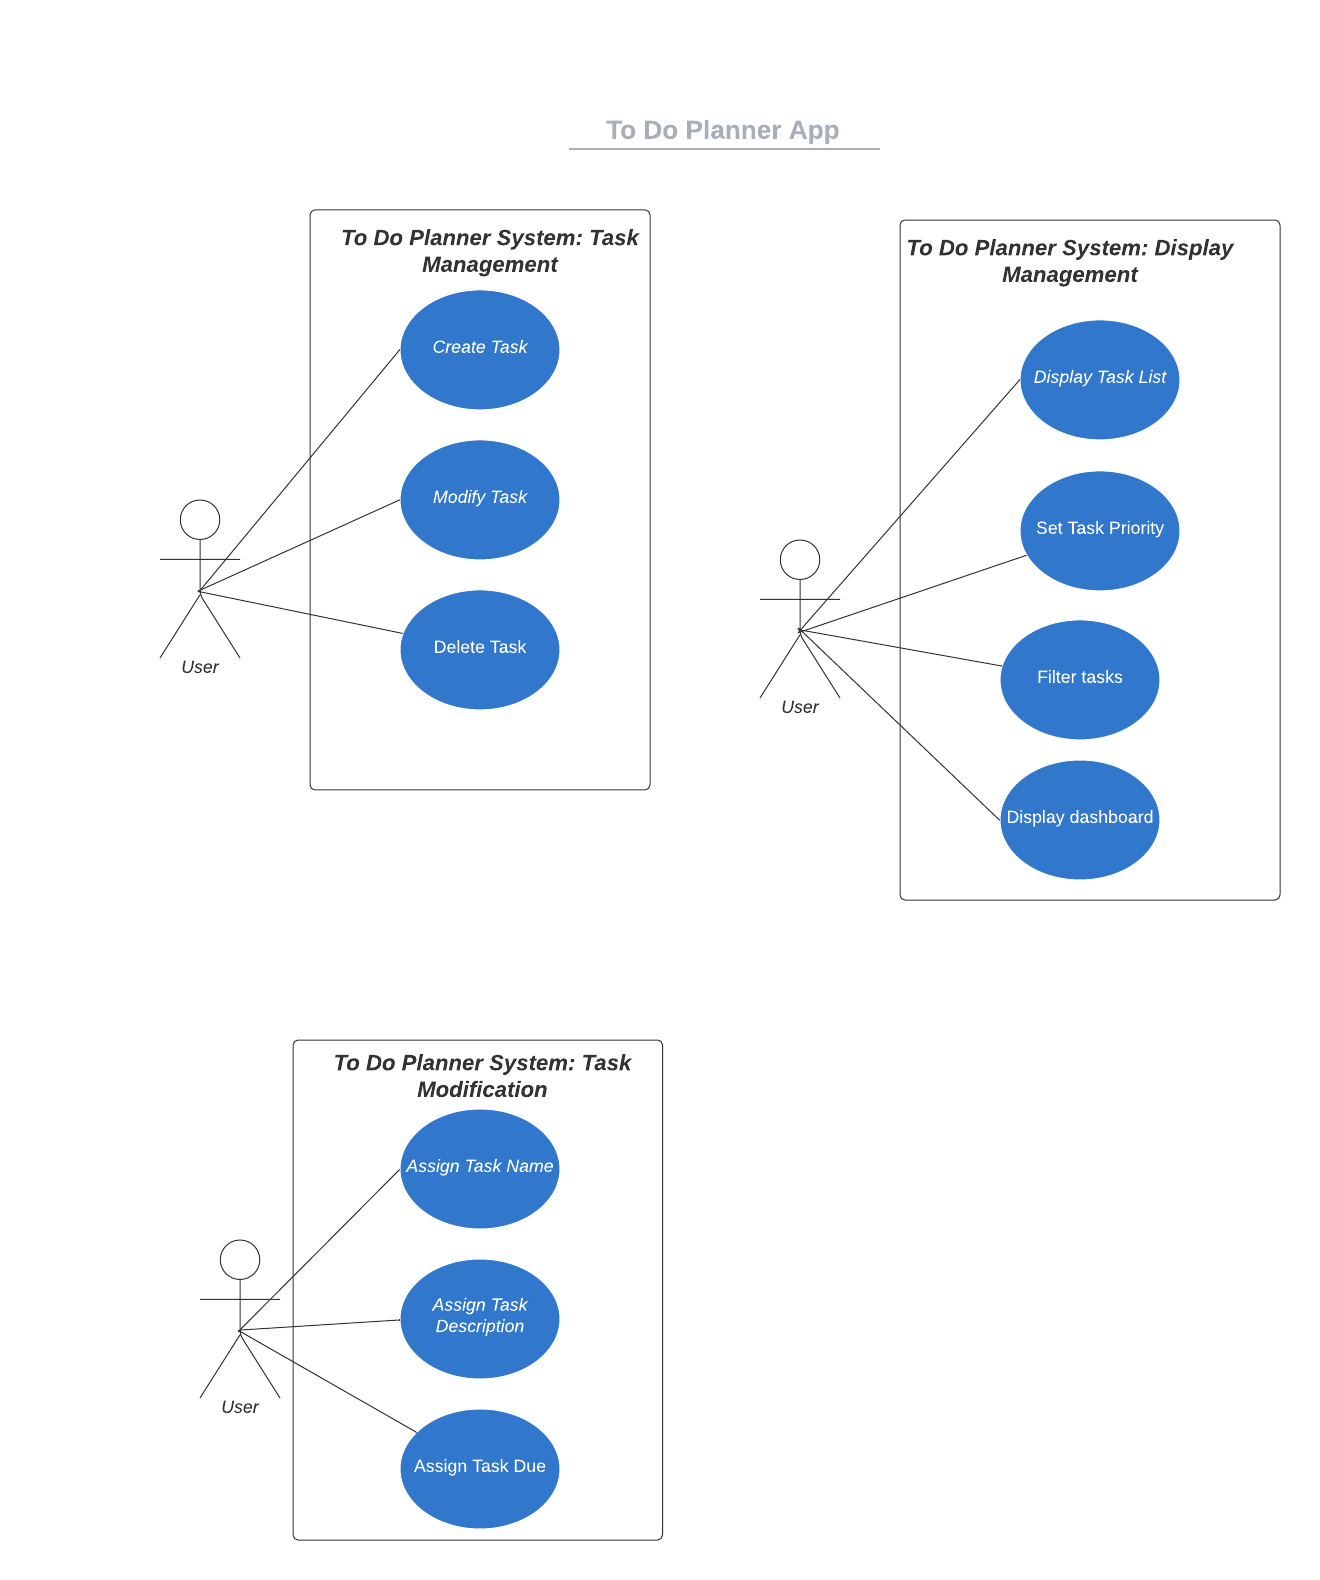 To Do Planner App
To Do Planner System: Task
Management
Create Task
Modify Task
Delete Task
User
To Do Planner System: Display
Management
Display Task List
Set Task Priority
Filter tasks
Display dashboard
User
To Do Planner System: Task
Modification
Assign Task Name
Assign Task
Description
Assign Task Due
User